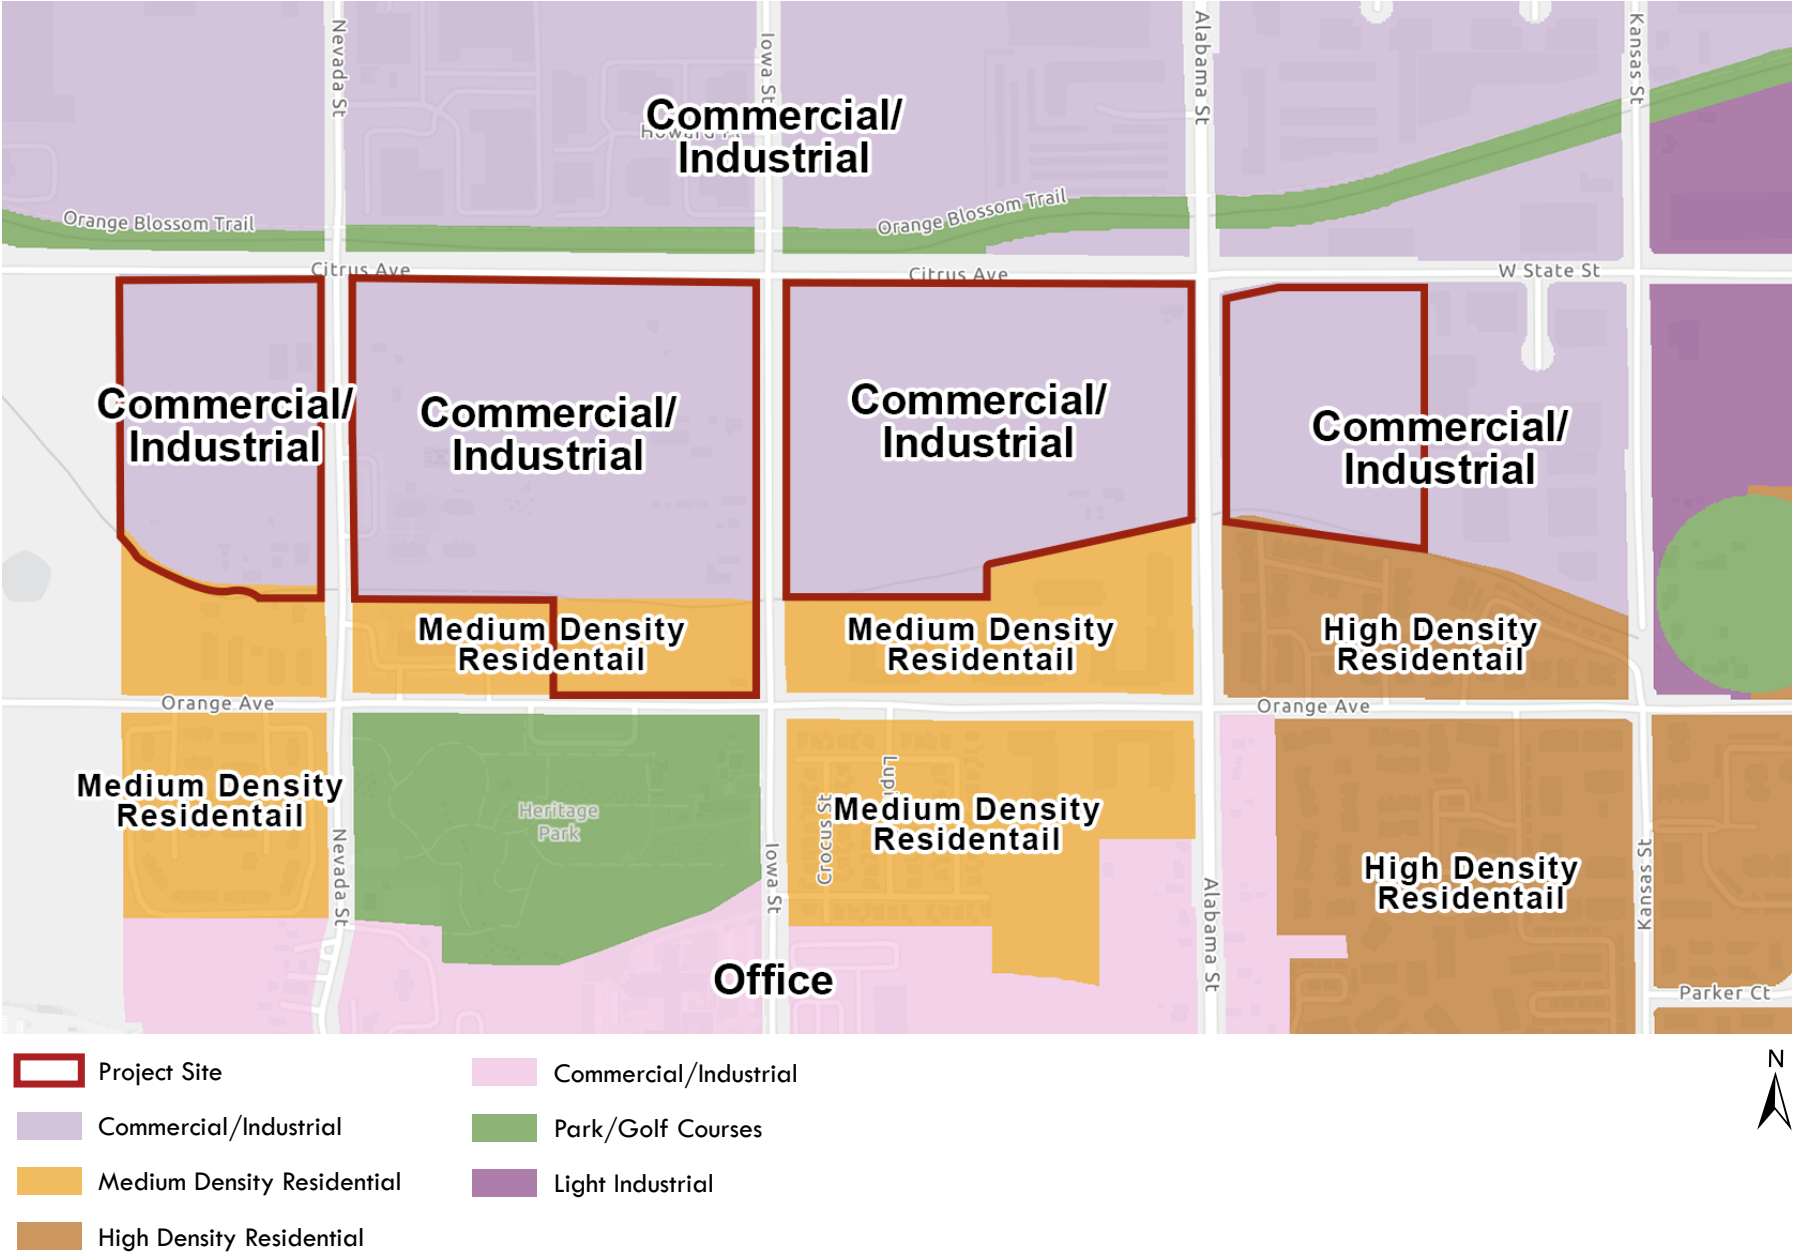 Nevada St
Iowa St
Alabama St
Kansas St
Commercial/
Industrial
Orange Blossom Trail
Orange Blossom Trail
Citrus Ave
Citrus Ave
W State St
Commercial/
Industrial
Commercial/
Industrial
Commercial/
Industrial
Commercial/
Industrial
Medium Density
Residentail
Medium Density
Residentail
High Density
Residentail
Orange Ave
Orange Ave
Medium Density
Residentail
Heritage
Park
Crocus St
Medium Density
Residentail
High Density
Residentail
Nevada St
Iowa St
Alabama St
Kansas St
Office
Parker Ct
Project Site
Commercial/Industrial
Medium Density Residential
High Density Residential
Commercial/Industrial
Park/Golf Courses
Light Industrial
N